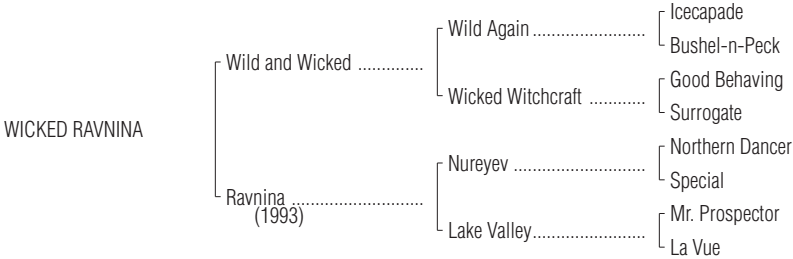 Icecapade
Wild Again ........................
Bushel-n-Peck
Wild and Wicked ..............
Good Behaving
Wicked Witchcraft ............
Surrogate
WICKED RAVNINA
Northern Dancer
Nureyev ............................
Special
Ravnina ............................
(1993)
Mr. Prospector
Lake Valley........................
La Vue